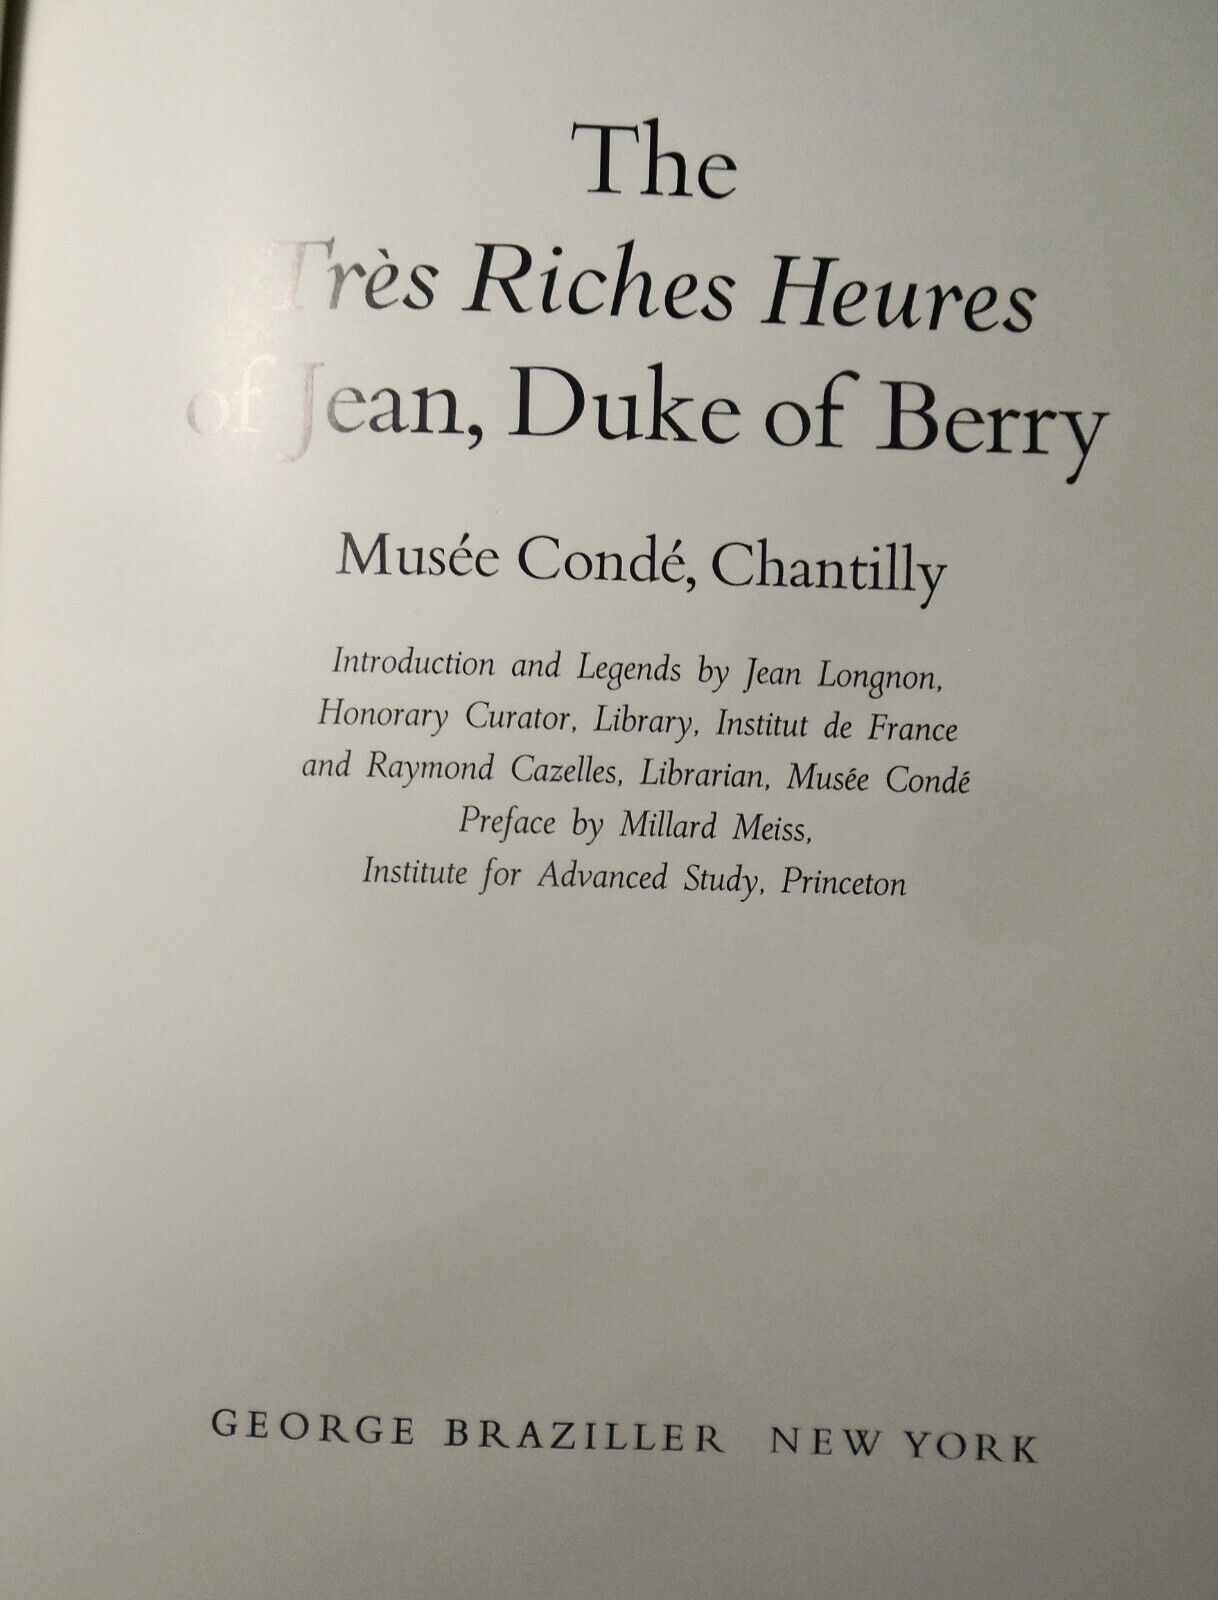 The
Très Riches Heures
of Jean, Duke of Berry
Musée Condé, Chantilly
Introduction and Legends by Jean Longnon,
Honorary Curator, Library, Institut de France
and Raymond Cazelles, Librarian, Musée Condé
Preface by Millard Meiss,
Institute for Advanced Study, Princeton
GEORGE BRAZILLER NEW YORK